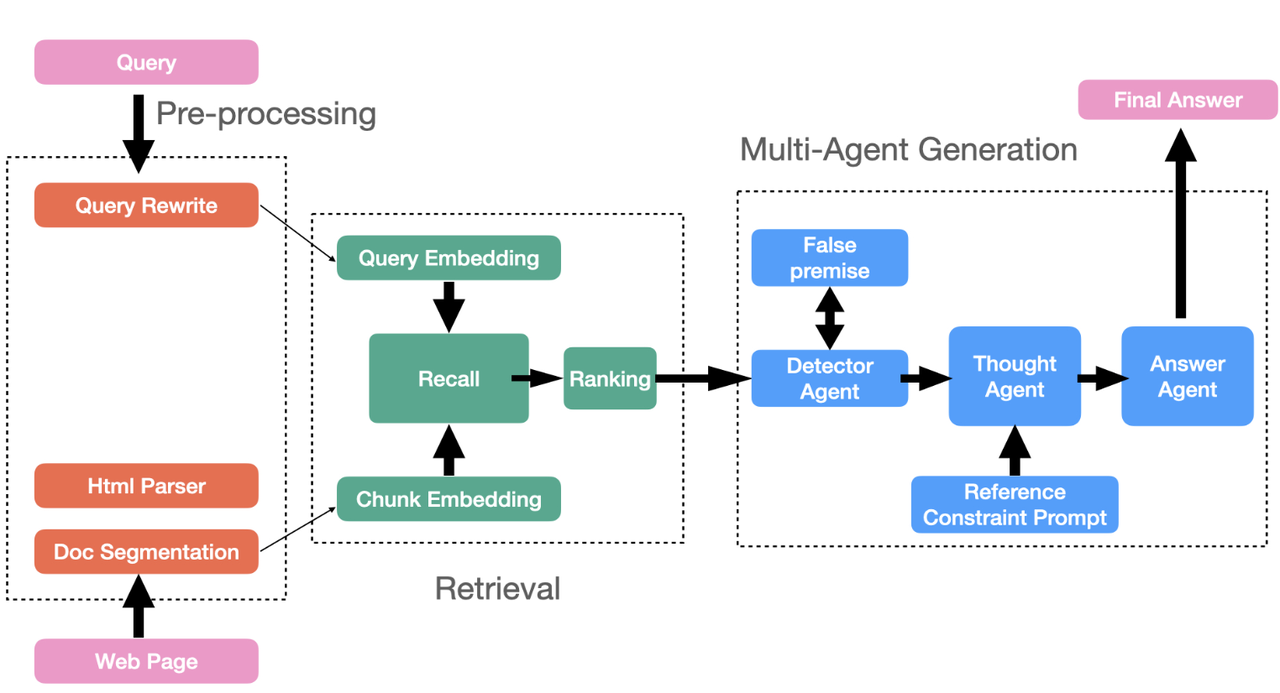 Query
Pre-processing
Query Rewrite
Html Parser
Doc Segmentation
Web Page
Query Embedding
Recall
Ranking
Chunk Embedding
Retrieval
Multi-Agent Generation
False
premise
Detector
Agent
Thought
Agent
Reference
Constraint Prompt
Answer
Agent
Final Answer